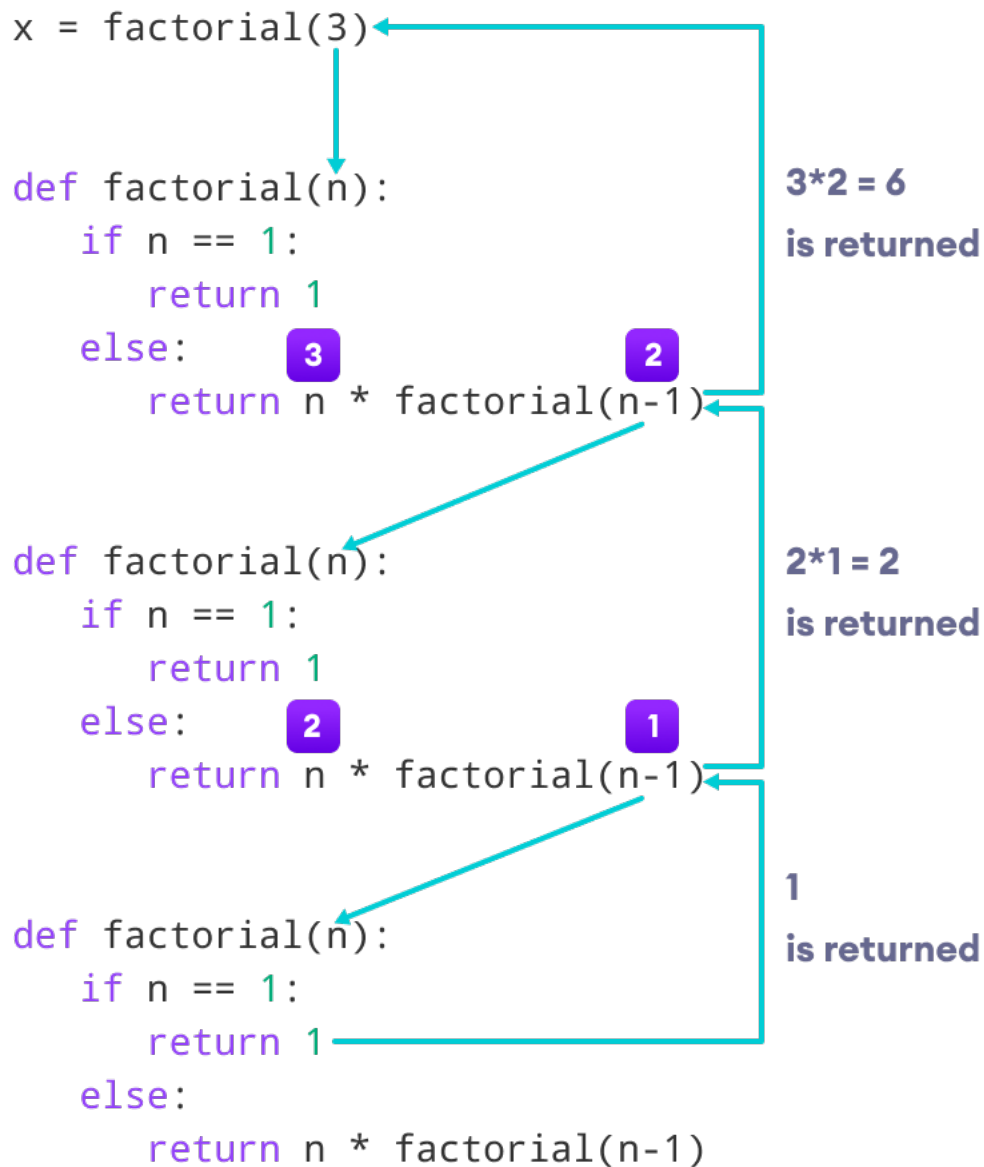 x = factorial(3)
def factorial(n):
   if n == 1:
      return 1
   else:
3 2
      return n * factorial(n-1)
3*2 = 6
is returned
def factorial(n):
   if n == 1:
      return 1
   else:
2 1
      return n * factorial(n-1)
2*1 = 2
is returned
def factorial(n):
   if n == 1:
      return 1
   else:
      return n * factorial(n-1)
1
is returned